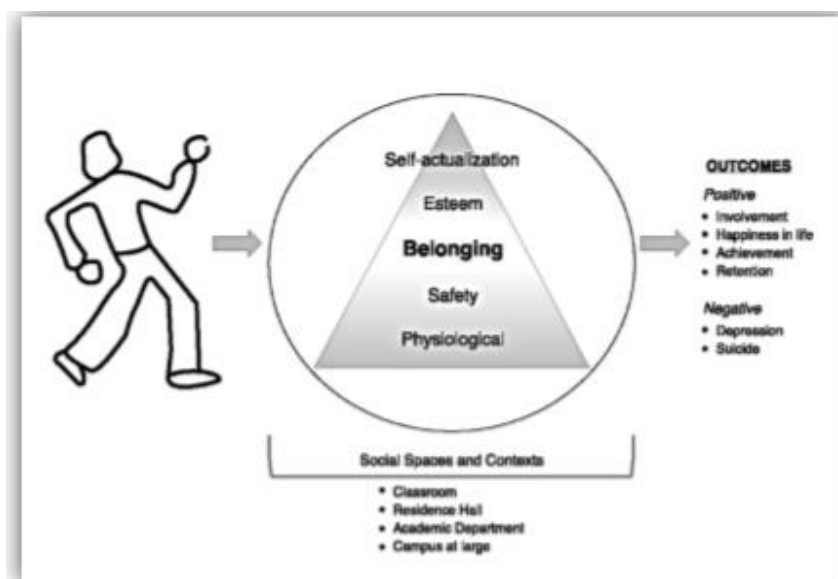 Self-actualization
Esteem
Belonging
Safety
Physiological
Social Spaces and Contexts
• Classroom
• Residence Hall
• Academic Department
• Campus at large
OUTCOMES
Positive
• Involvement
• Happiness in life
• Achievement
• Retention
Negative
• Depression
• Suicide